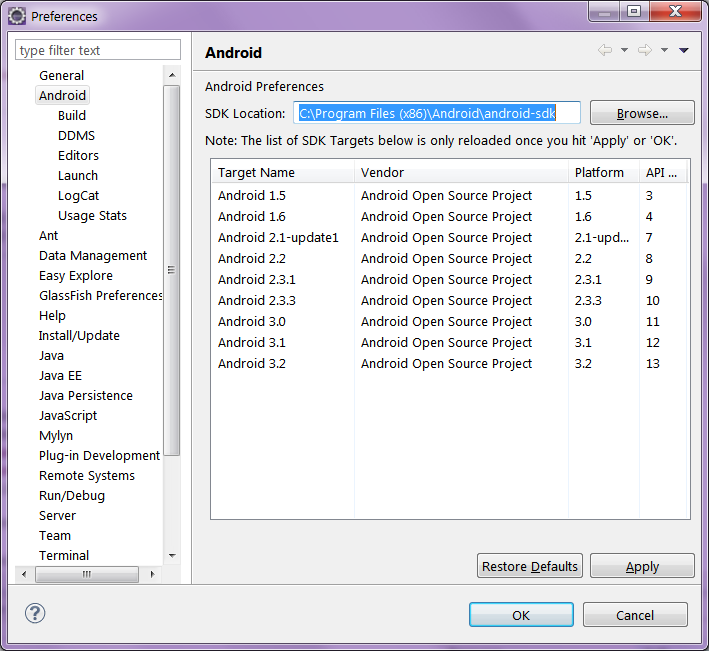 Preferences
type filter text
General
Android
Build
DDMS
Editors
Launch
LogCat
Usage Stats
Ant
Data Management
Easy Explore
GlassFish Preferences
Help
Install/Update
Java
Java EE
Java Persistence
JavaScript
Mylyn
Plug-in Development
Remote Systems
Run/Debug
Server
Team
Terminal
Android
Android Preferences
SDK Location: C:\Program Files (x86)\Android\android-sdk Browse...
Note: The list of SDK Targets below is only reloaded once you hit 'Apply' or 'OK'.
Target Name Vendor Platform API ...
Android 1.5 Android Open Source Project 1.5 3
Android 1.6 Android Open Source Project 1.6 4
Android 2.1-update1 Android Open Source Project 2.1-upd... 7
Android 2.2 Android Open Source Project 2.2 8
Android 2.3.1 Android Open Source Project 2.3.1 9
Android 2.3.3 Android Open Source Project 2.3.3 10
Android 3.0 Android Open Source Project 3.0 11
Android 3.1 Android Open Source Project 3.1 12
Android 3.2 Android Open Source Project 3.2 13
Restore Defaults Apply
? OK Cancel